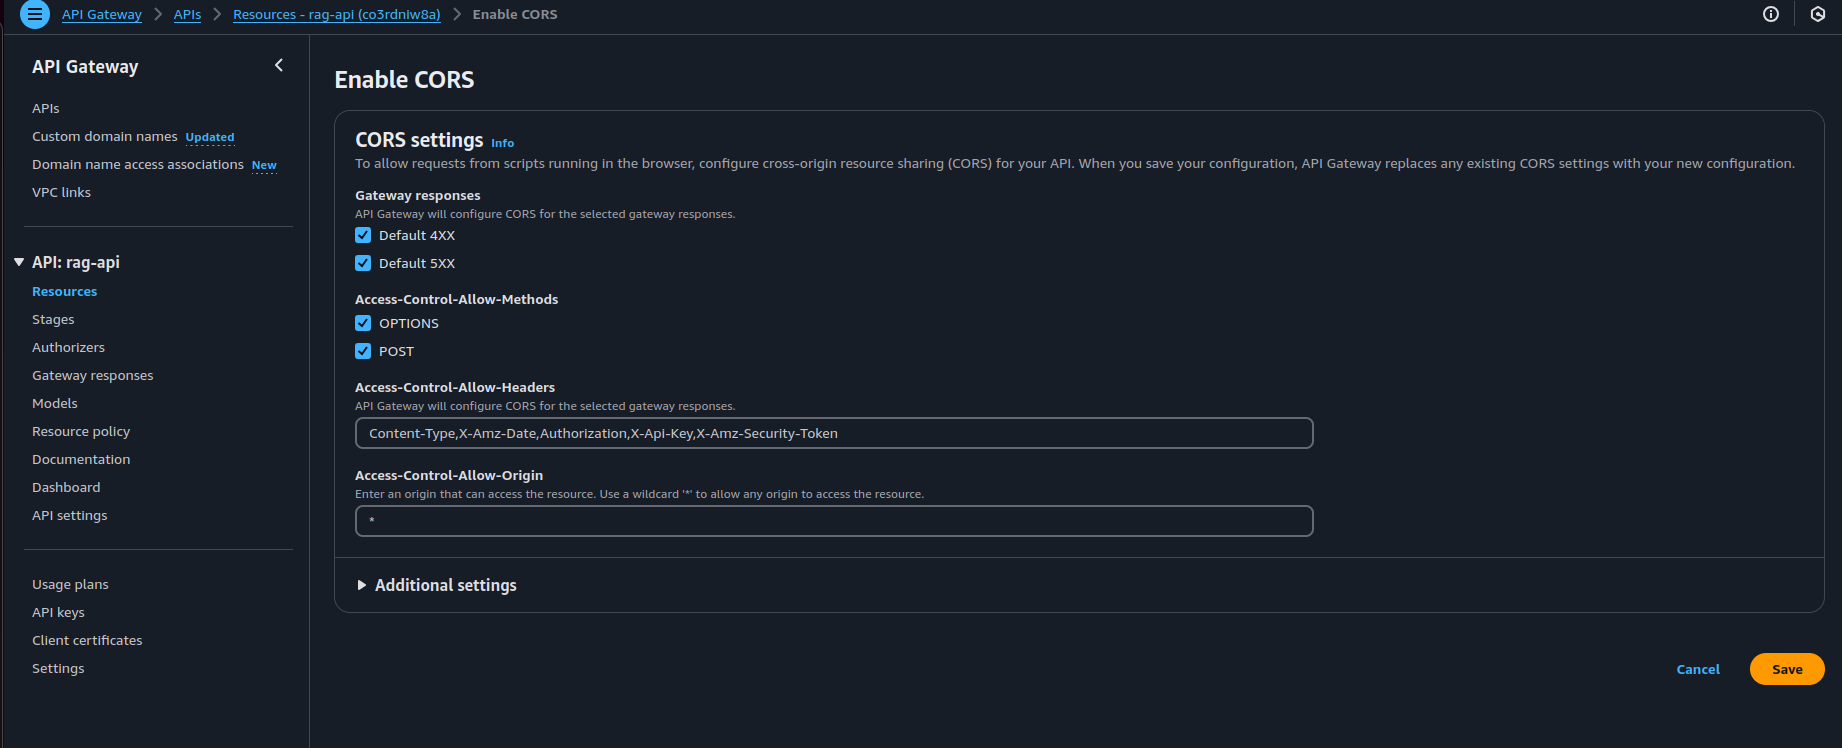 API Gateway > APIs > Resources - rag-api (co3rdniw8a) > Enable CORS
API Gateway
APIs
Custom domain names Updated
Domain name access associations New
VPC links
API: rag-api
Resources
Stages
Authorizers
Gateway responses
Models
Resource policy
Documentation
Dashboard
API settings
Usage plans
API keys
Client certificates
Settings
Enable CORS
CORS settings Info
To allow requests from scripts running in the browser, configure cross-origin resource sharing (CORS) for your API. When you save your configuration, API Gateway replaces any existing CORS settings with your new configuration.
Gateway responses
API Gateway will configure CORS for the selected gateway responses.
Default 4XX
Default 5XX
Access-Control-Allow-Methods
OPTIONS
POST
Access-Control-Allow-Headers
API Gateway will configure CORS for the selected gateway responses.
Content-Type,X-Amz-Date,Authorization,X-Api-Key,X-Amz-Security-Token
Access-Control-Allow-Origin
Enter an origin that can access the resource. Use a wildcard '*' to allow any origin to access the resource.
*
Additional settings
Cancel Save